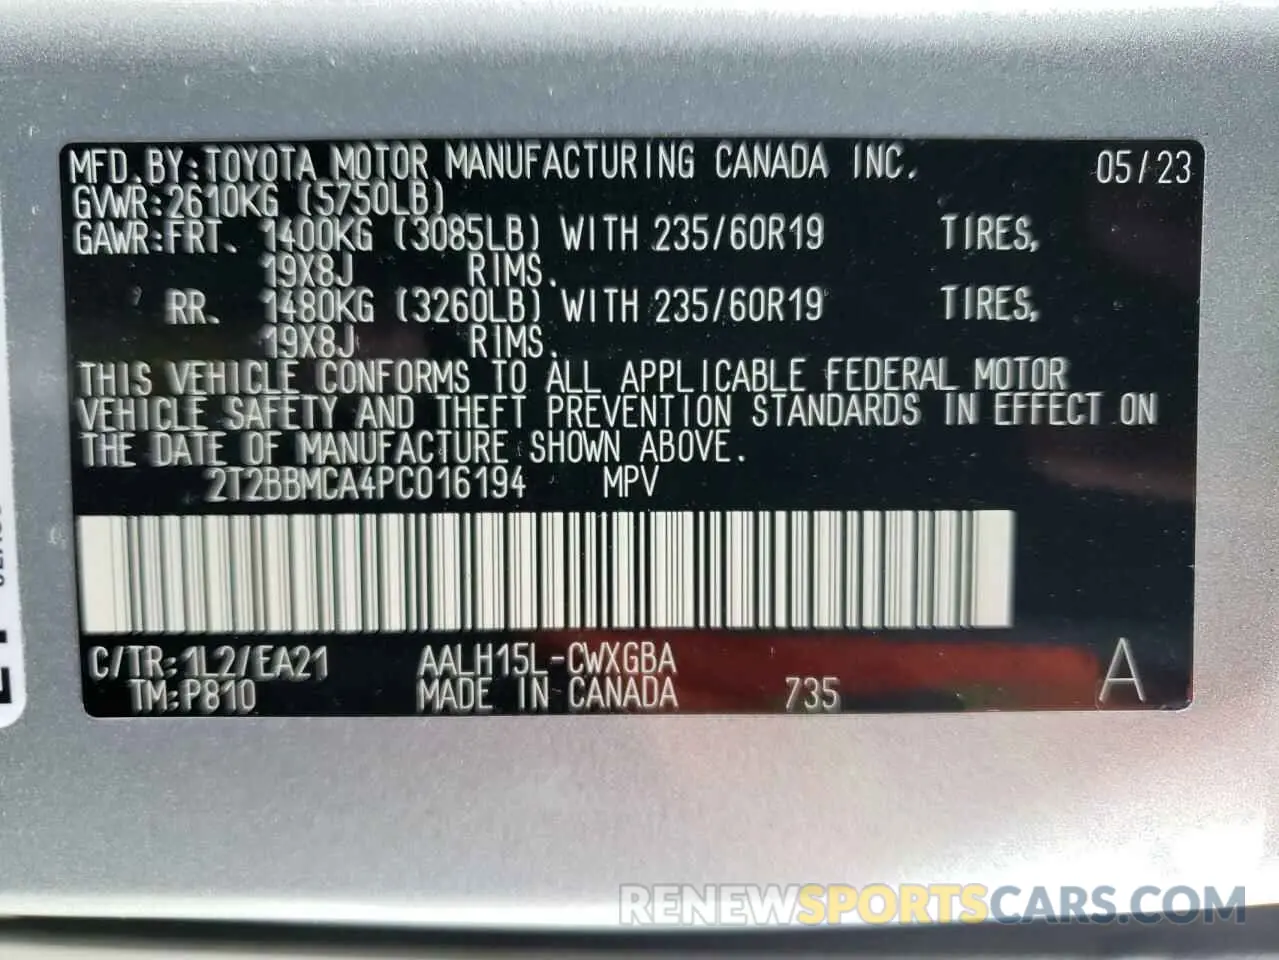 MFD.BY:TOYOTA MOTOR MANUFACTURING CANADA INC. 05/23
GVWR:2610KG (5750LB)
GAWR:FRT. 1400KG (3085LB) WITH 235/60R19 TIRES,
19X8J RIMS.
RR. 1480KG (3260LB) WITH 235/60R19 TIRES,
19X8J RIMS.
THIS VEHICLE CONFORMS TO ALL APPLICABLE FEDERAL MOTOR
VEHICLE SAFETY AND THEFT PREVENTION STANDARDS IN EFFECT ON
THE DATE OF MANUFACTURE SHOWN ABOVE.
2T2BBMCA4PC016194 MPV
C/TR:1L2/EA21 AALH15L-CWXGBA A
TM:P810 MADE IN CANADA 735
RENEWSPORTSCARS.COM